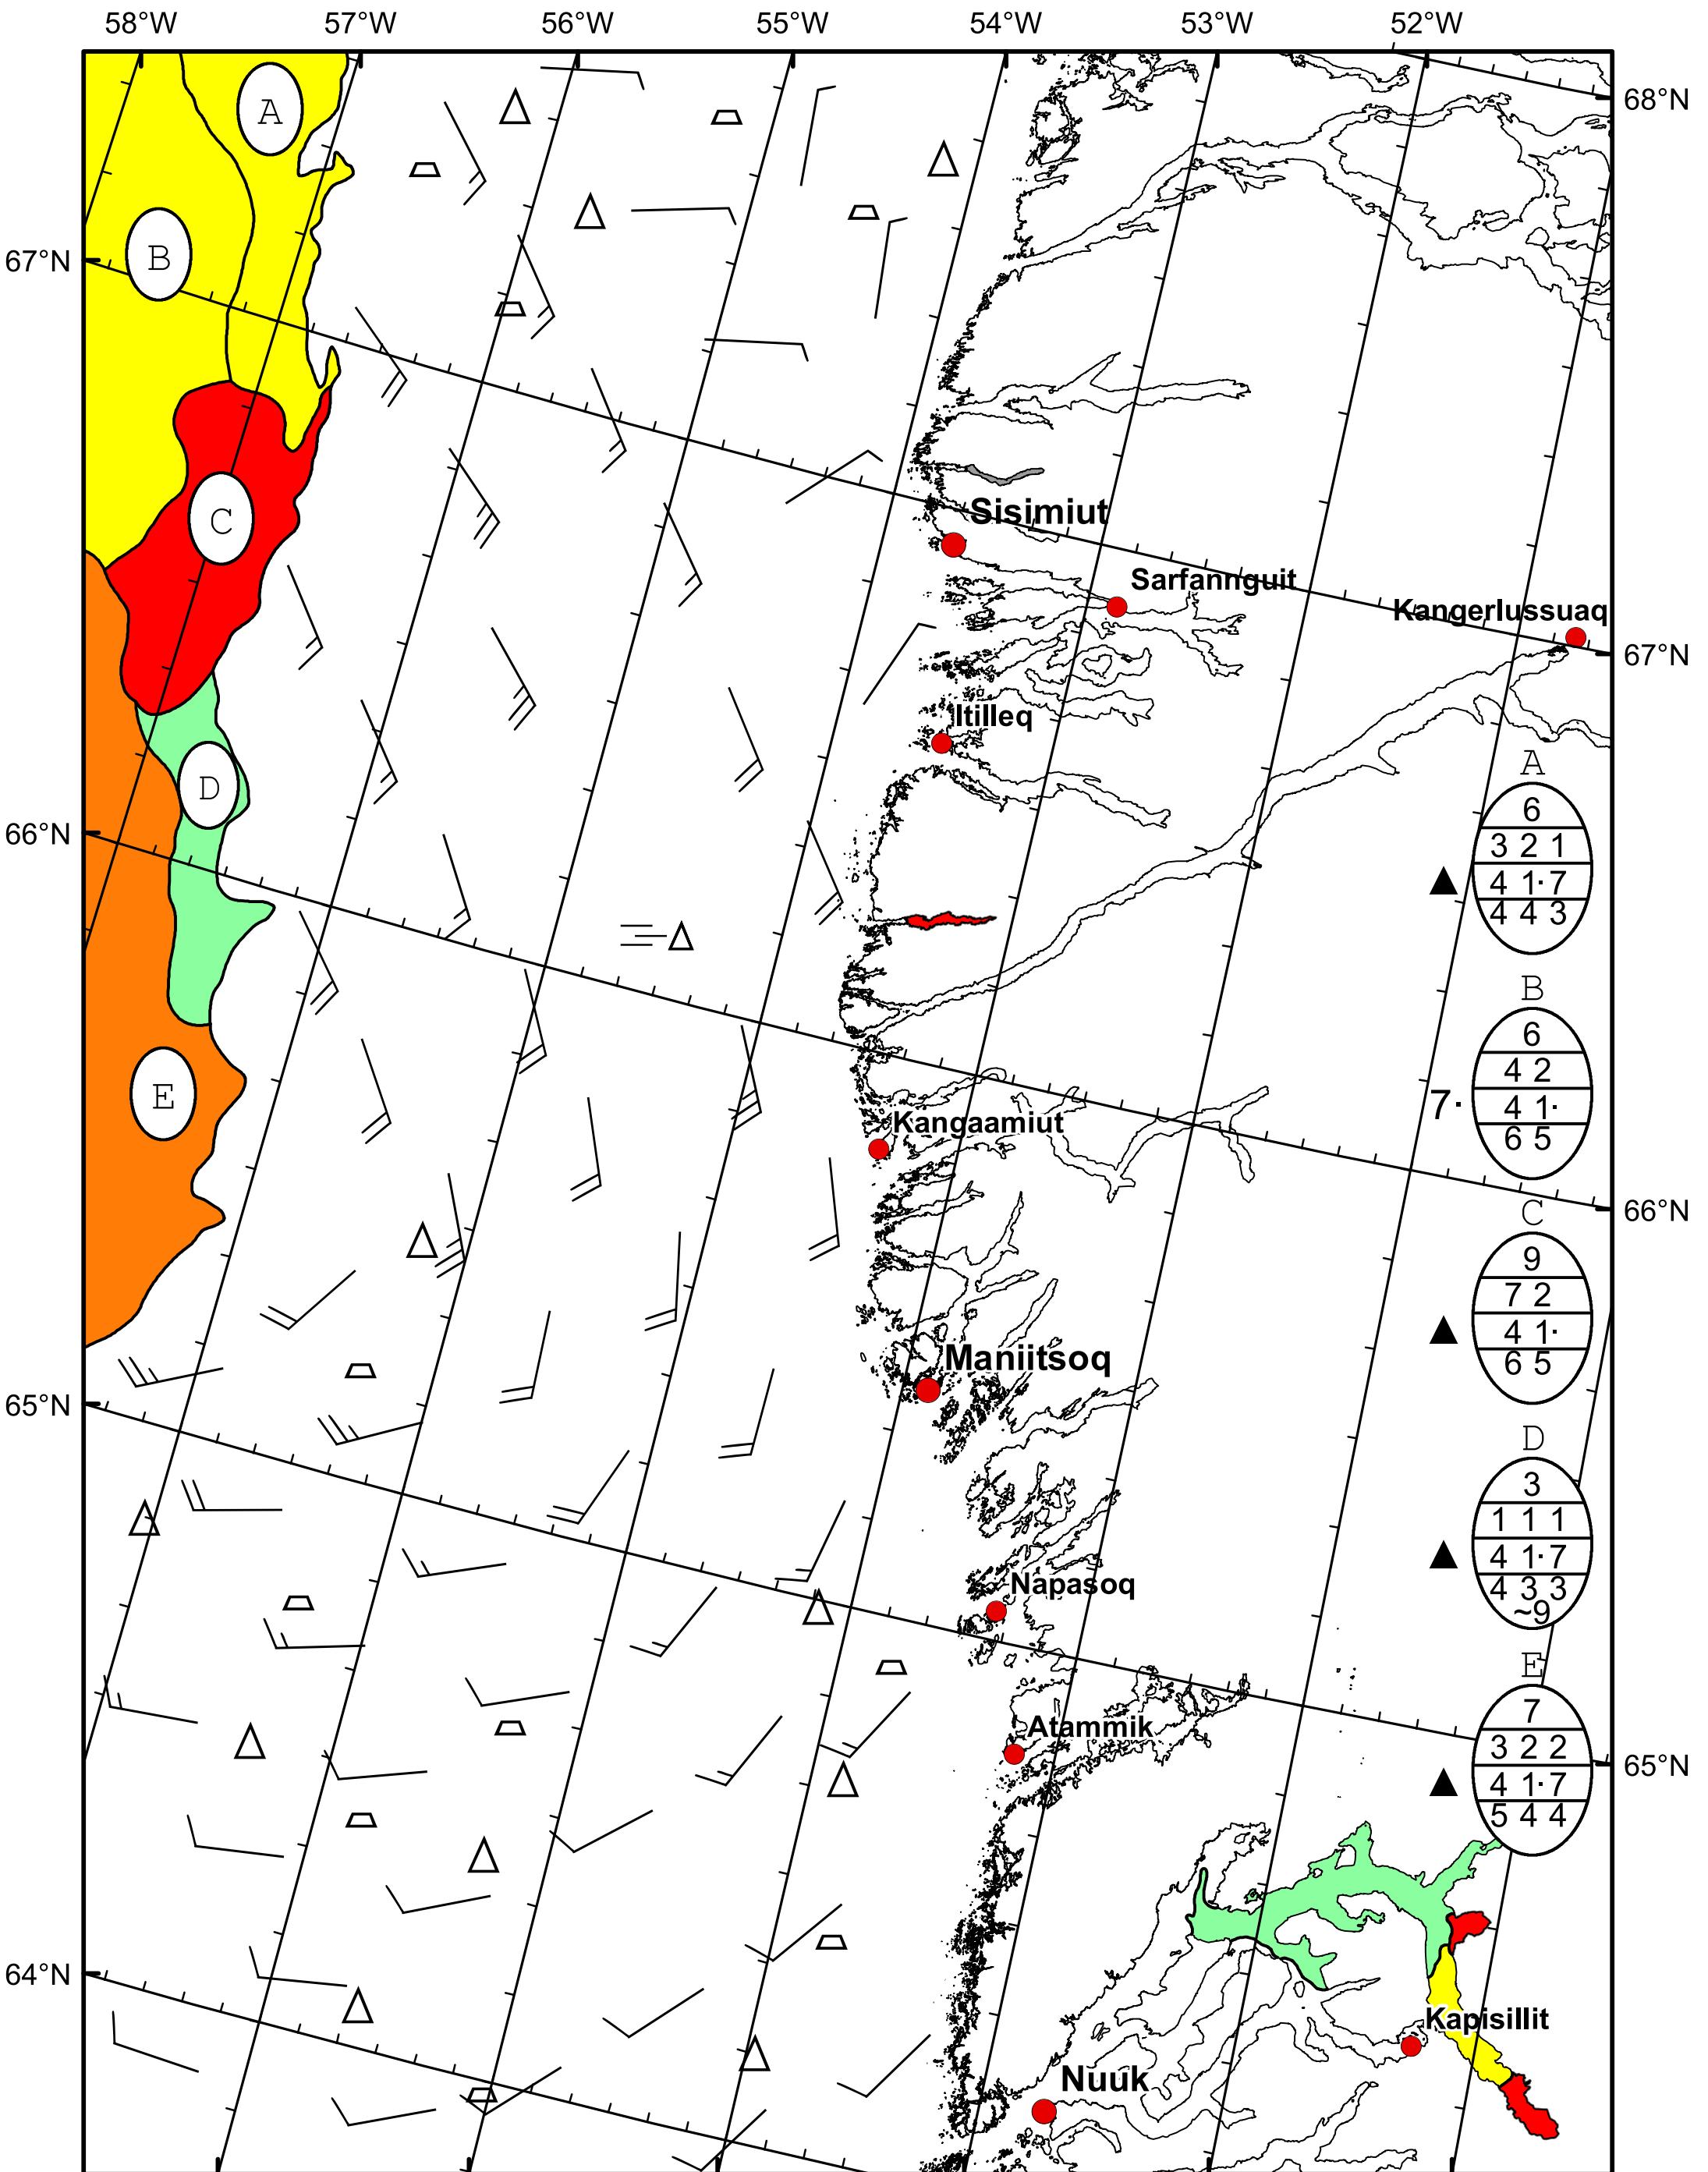 58°W 57°W 56°W 55°W 54°W 53°W 52°W
68°N
A
B
67°N
C
Sisimiut
Sarfannguit
Kangerlussuaq
67°N
Itilleq
D
66°N
A
6
3 2 1
4 1· 7
4 4 3
B
6
4 2
7· 4 1·
6 5
E
Kangaamiut
66°N
C
9
7 2
4 1·
6 5
Maniitsoq
65°N
D
3
1 1 1
4 1· 7
4 3 3
~9
Napasoq
E
7
3 2 2
4 1· 7
5 4 4
Atammik
65°N
64°N
Kapisillit
Nuuk